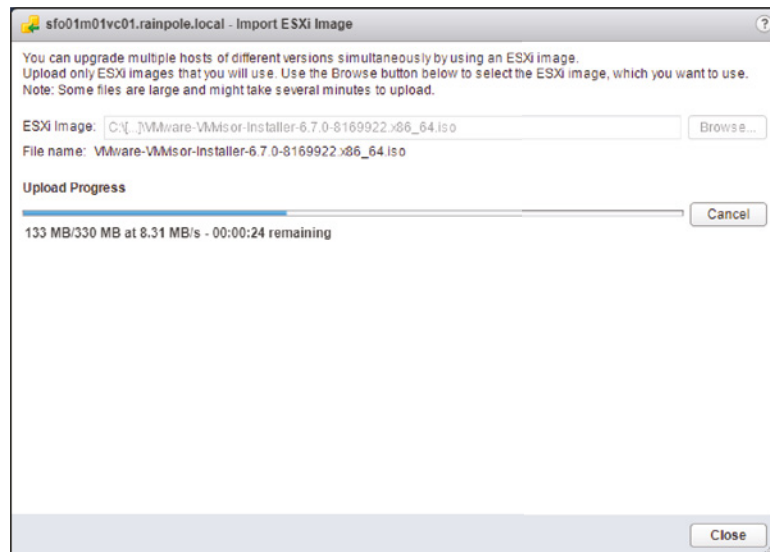 sfo01m01vc01.rainpole.local - Import ESXi Image
?
You can upgrade multiple hosts of different versions simultaneously by using an ESXi image.
Upload only ESXi images that you will use. Use the Browse button below to select the ESXi image, which you want to use.
Note: Some files are large and might take several minutes to upload.
ESXi Image: C:\[...]\VMware-VMvisor-Installer-6.7.0-8169922.x86_64.iso Browse...
File name: VMware-VMvisor-Installer-6.7.0-8169922.x86_64.iso
Upload Progress
Cancel
133 MB/330 MB at 8.31 MB/s - 00:00:24 remaining
Close